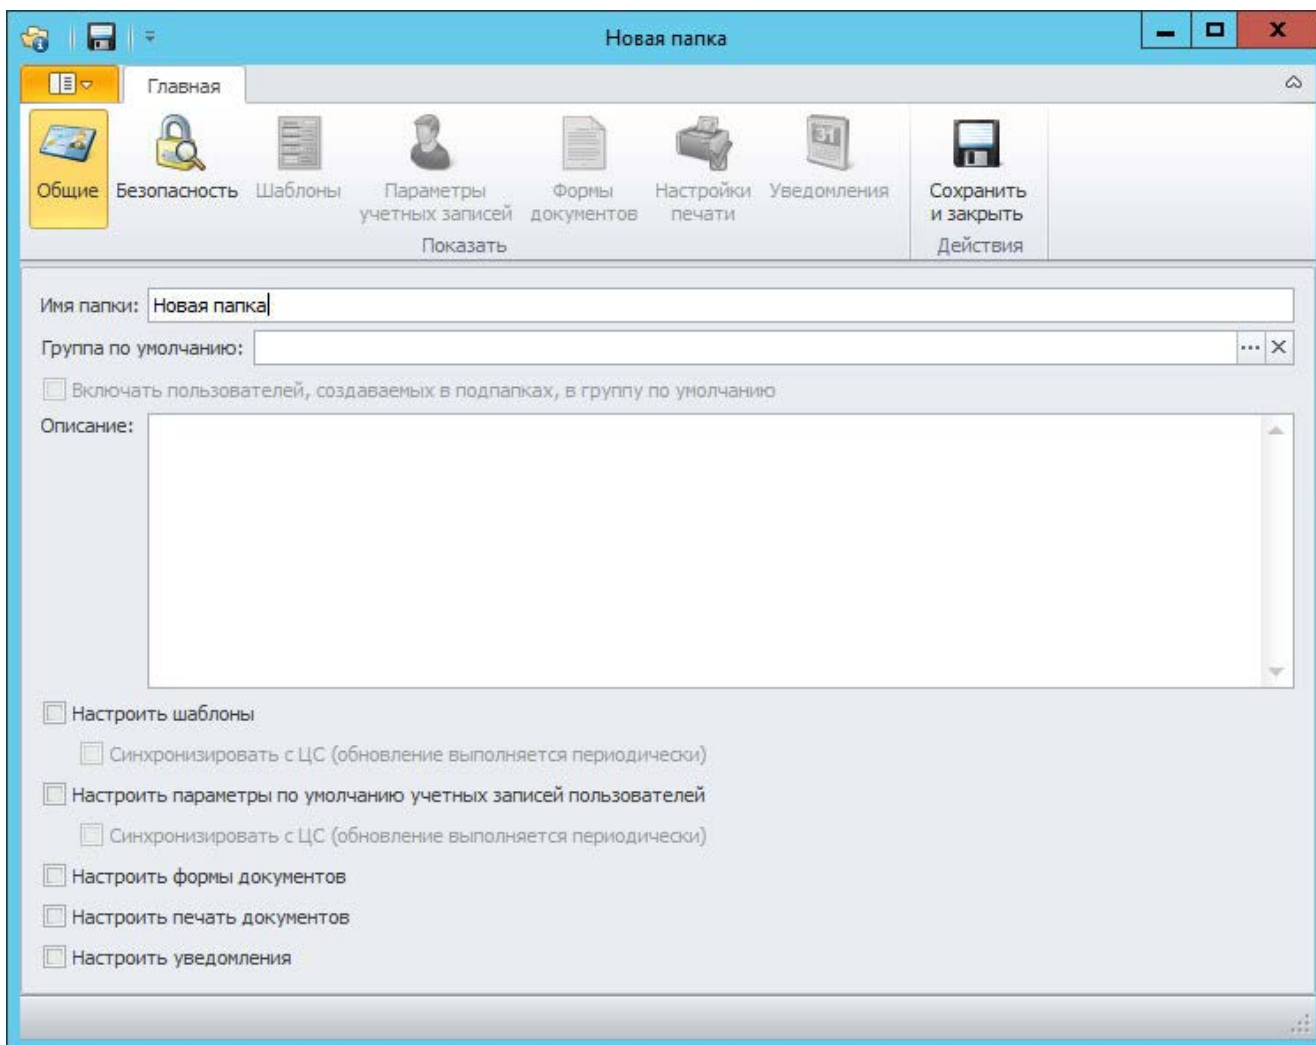 Новая папка
Главная
Общие
Безопасность
Шаблоны
Параметры
учетных записей
Формы
документов
Настройки
печати
Уведомления
31
Сохранить
и закрыть
Показать
Действия
Имя папки: Новая папка
Группа по умолчанию:
Включать пользователей, создаваемых в подпапках, в группу по умолчанию
Описание:
Настроить шаблоны
Синхронизировать с ЦС (обновление выполняется периодически)
Настроить параметры по умолчанию учетных записей пользователей
Синхронизировать с ЦС (обновление выполняется периодически)
Настроить формы документов
Настроить печать документов
Настроить уведомления